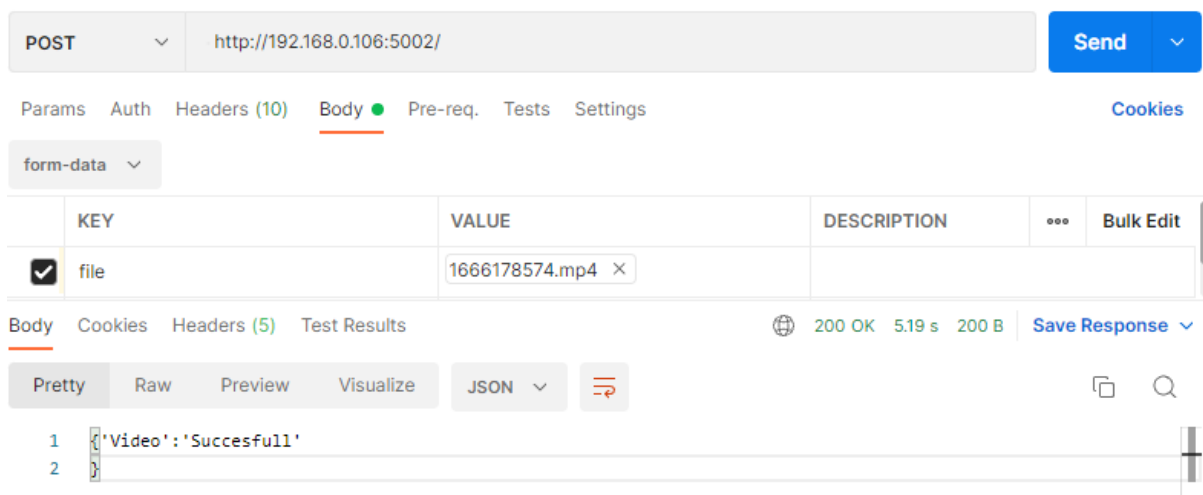 POST http://192.168.0.106:5002/ Send
Params Auth Headers (10) Body Pre-req. Tests Settings Cookies
form-data
KEY VALUE DESCRIPTION ooo Bulk Edit
file 1666178574.mp4 ×
Body Cookies Headers (5) Test Results 200 OK 5.19 s 200 B Save Response
Pretty Raw Preview Visualize JSON
1 {'Video':'Succesfull'
2 }